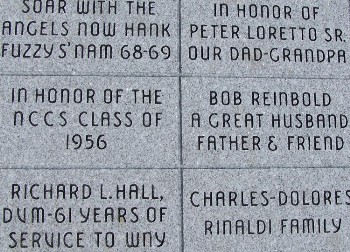 SOAR WITH THE
ANGELS NOW HANK
FUZZY S'NAM 68-69
IN HONOR OF
PETER LORETTO SR.
OUR DAD-GRANDPA
IN HONOR OF THE
NCCS CLASS OF
1956
BOB REINBOLD
A GREAT HUSBAND
FATHER & FRIEND
RICHARD L. HALL,
DVM-61 YEARS OF
SERVICE TO WNY
CHARLES-DOLORES
RINALDI FAMILY